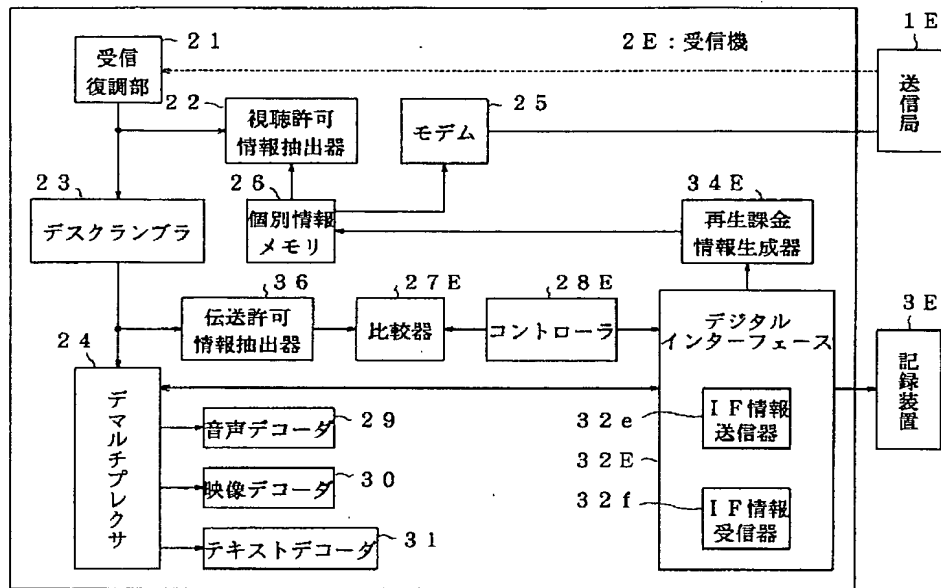 21
受信
復調部
2E：受信機
1E
送信局
22
視聴許可
情報抽出器
25
モデム
23
デスクランブラ
26
個別情報
メモリ
34E
再生課金
情報生成器
36
伝送許可
情報抽出器
27E
比較器
28E
コントローラ
デジタル
インターフェース
3E
記録装置
24
デマルチプレクサ
29
音声デコーダ
32e
IF情報
送信器
32E
30
映像デコーダ
32f
IF情報
受信器
31
テキストデコーダ